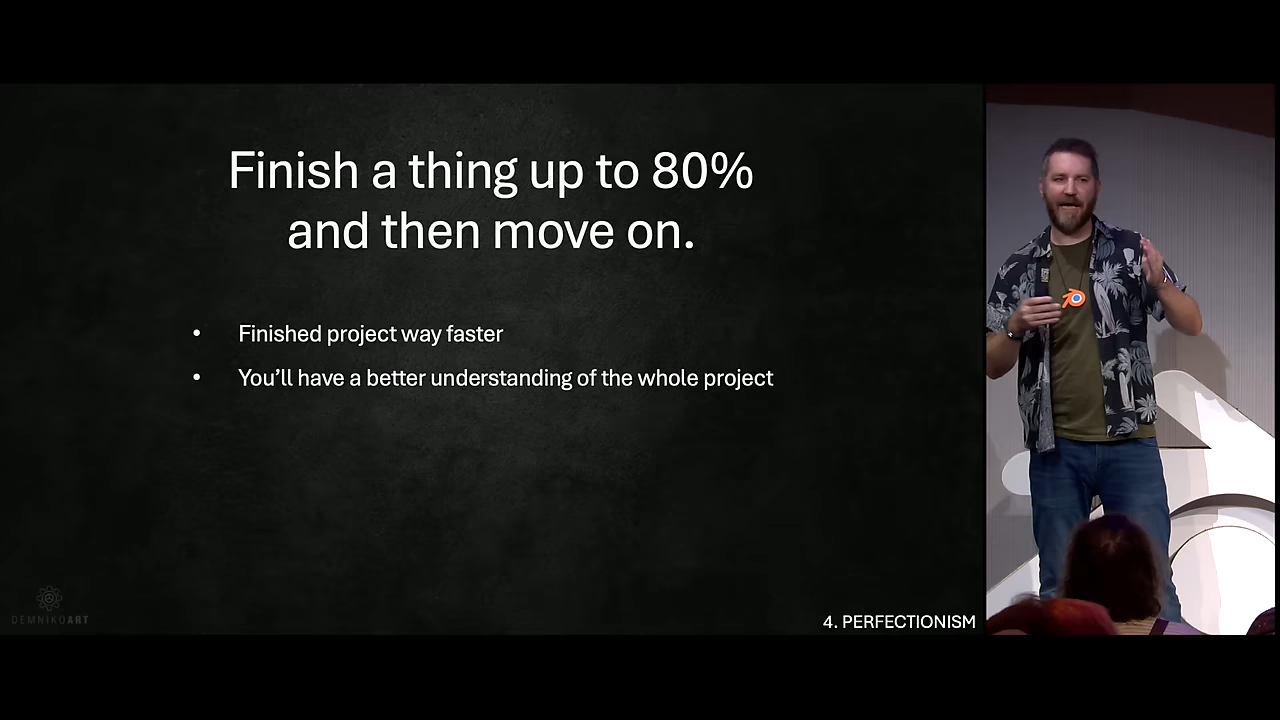 Finish a thing up to 80%
and then move on.
• Finished project way faster
• You’ll have a better understanding of the whole project
DEMNIKOART
4. PERFECTIONISM